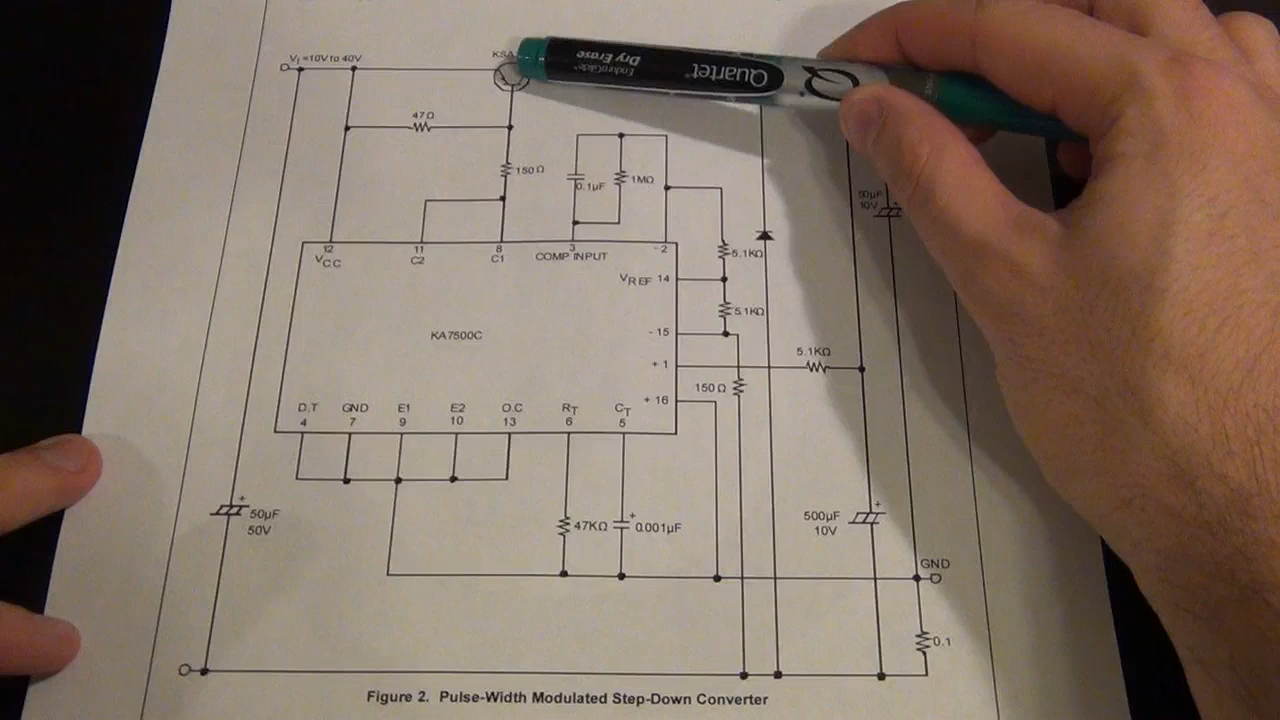 V_I =10V to 40V
KSA
47Ω
150Ω
0.1µF
1MΩ
10V
12
11
8
3
- 2
VCC
C2
C1
COMP INPUT
5.1KΩ
VREF 14
5.1KΩ
KA7500C
- 15
+ 1
5.1KΩ
150Ω
+ 16
D.T
GND
E1
E2
O.C
RT
CT
4
7
9
10
13
6
5
+
50µF
50V
47KΩ
+
0.001µF
+
500µF
10V
GND
0.1
Figure 2. Pulse-Width Modulated Step-Down Converter
Quartet
EnduraGlide
Dry Erase
Q